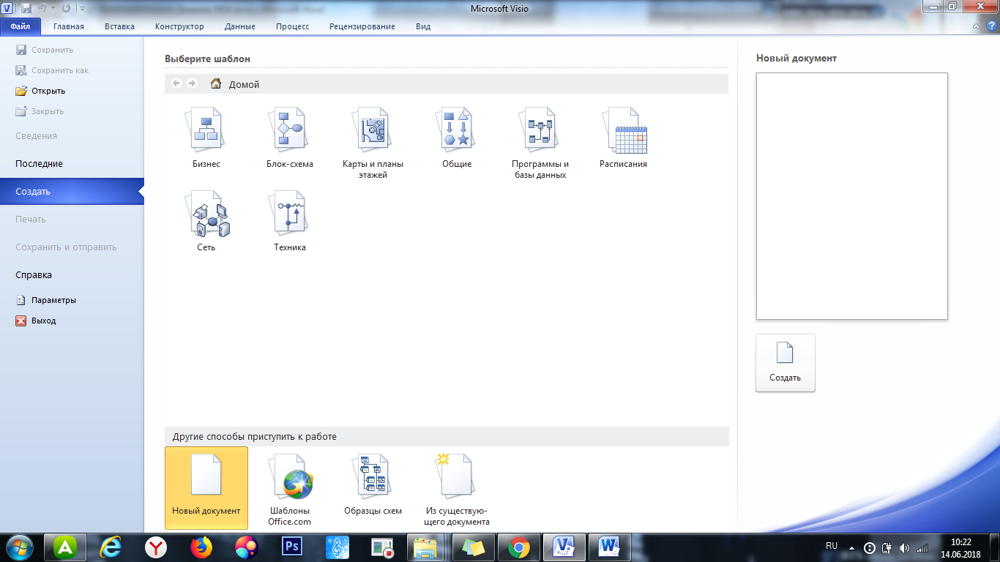 Microsoft Visio
Файл Главная Вставка Конструктор Данные Процесс Рецензирование Вид
Сохранить
Сохранить как
Открыть
Закрыть
Сведения
Последние
Создать
Печать
Сохранить и отправить
Справка
Параметры
Выход
Выберите шаблон
Домой
Бизнес
Блок-схема
Карты и планы
этажей
Общие
Программы и
базы данных
Расписания
Сеть
Техника
Другие способы приступить к работе
Новый документ
Шаблоны
Office.com
Образцы схем
Из существую-
щего документа
Новый документ
Создать
Ps
RU
10:22
14.06.2018